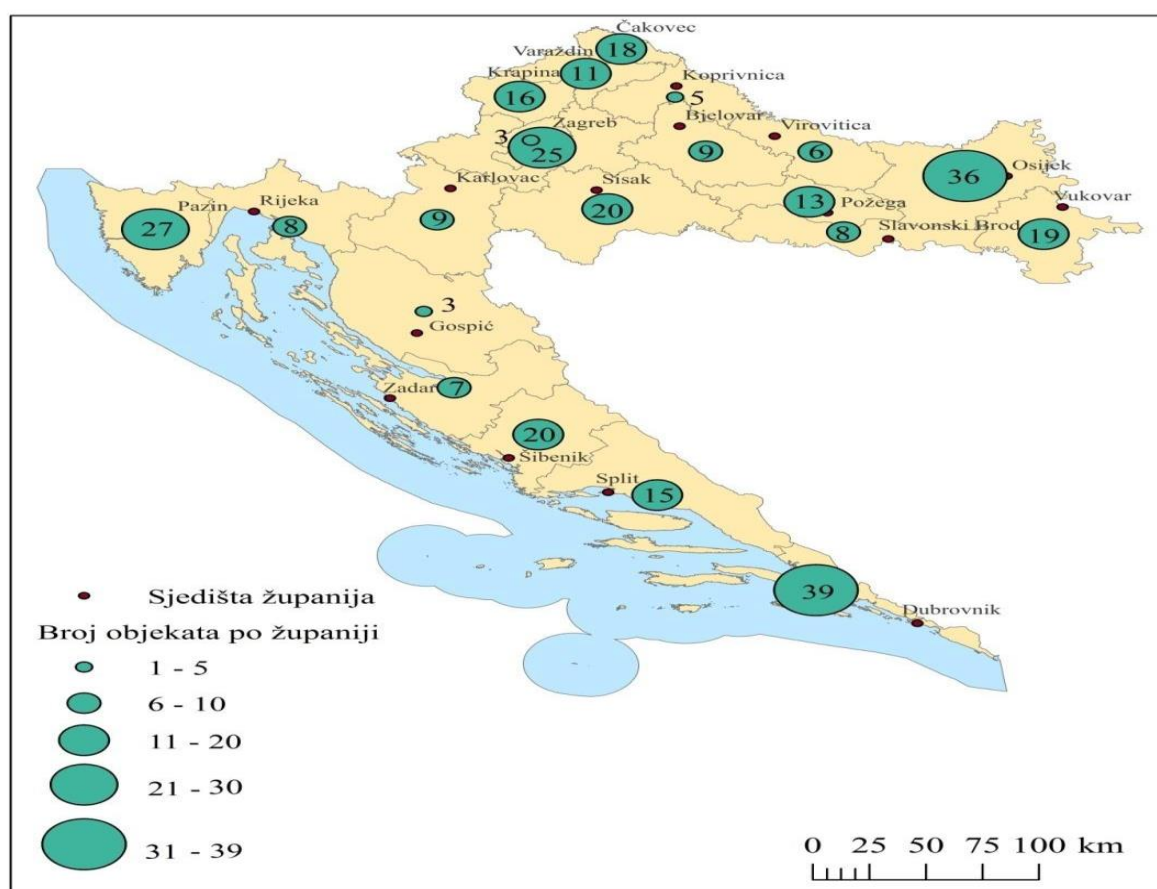 Čakovec
18
Varaždin
11
Krapina
16
Koprivnica
5
Bjelovar
9
Virovitica
6
Zagreb
3
25
Osijek
36
Karlovac
9
Sisak
20
13
Požega
Vukovar
19
Slavonski Brod
8
Pazin
27
Rijeka
8
3
Gospić
Zadar
7
20
Šibenik
Split
15
39
Dubrovnik
Sjedišta županija
Broj objekata po županiji
1 - 5
6 - 10
11 - 20
21 - 30
31 - 39
0 25 50 75 100 km